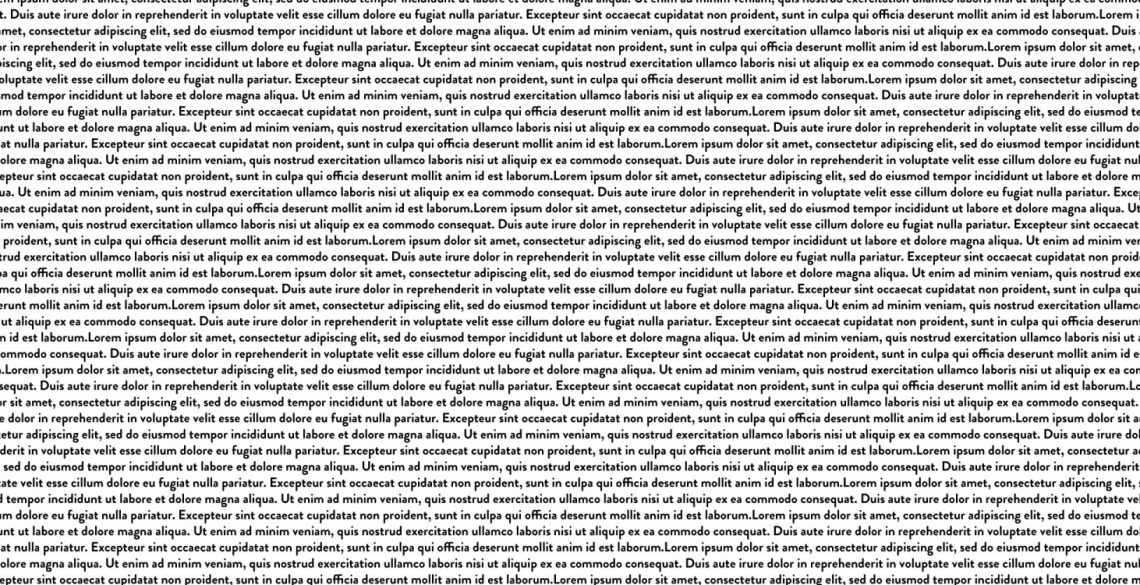 t. Duis aute irure dolor in reprehenderit in voluptate velit esse cillum dolore eu fugiat nulla pariatur. Excepteur sint occaecat cupidatat non proident, sunt in culpa qui officia deserunt mollit anim id est laborum.Lorem i
met, consectetur adipiscing elit, sed do eiusmod tempor incididunt ut labore et dolore magna aliqua. Ut enim ad minim veniam, quis nostrud exercitation ullamco laboris nisi ut aliquip ex ea commodo consequat. Duis a
or in reprehenderit in voluptate velit esse cillum dolore eu fugiat nulla pariatur. Excepteur sint occaecat cupidatat non proident, sunt in culpa qui officia deserunt mollit anim id est laborum.Lorem ipsum dolor sit amet, c
piscing elit, sed do eiusmod tempor incididunt ut labore et dolore magna aliqua. Ut enim ad minim veniam, quis nostrud exercitation ullamco laboris nisi ut aliquip ex ea commodo consequat. Duis aute irure dolor in rep
oluptate velit esse cillum dolore eu fugiat nulla pariatur. Excepteur sint occaecat cupidatat non proident, sunt in culpa qui officia deserunt mollit anim id est laborum.Lorem ipsum dolor sit amet, consectetur adipiscing
smod tempor incididunt ut labore et dolore magna aliqua. Ut enim ad minim veniam, quis nostrud exercitation ullamco laboris nisi ut aliquip ex ea commodo consequat. Duis aute irure dolor in reprehenderit in voluptat
um dolore eu fugiat nulla pariatur. Excepteur sint occaecat cupidatat non proident, sunt in culpa qui officia deserunt mollit anim id est laborum.Lorem ipsum dolor sit amet, consectetur adipiscing elit, sed do eiusmod te
unt ut labore et dolore magna aliqua. Ut enim ad minim veniam, quis nostrud exercitation ullamco laboris nisi ut aliquip ex ea commodo consequat. Duis aute irure dolor in reprehenderit in voluptate velit esse cillum dolo
at nulla pariatur. Excepteur sint occaecat cupidatat non proident, sunt in culpa qui officia deserunt mollit anim id est laborum.Lorem ipsum dolor sit amet, consectetur adipiscing elit, sed do eiusmod tempor incididunt
olore magna aliqua. Ut enim ad minim veniam, quis nostrud exercitation ullamco laboris nisi ut aliquip ex ea commodo consequat. Duis aute irure dolor in reprehenderit in voluptate velit esse cillum dolore eu fugiat nul
epteur sint occaecat cupidatat non proident, sunt in culpa qui officia deserunt mollit anim id est laborum.Lorem ipsum dolor sit amet, consectetur adipiscing elit, sed do eiusmod tempor incididunt ut labore et dolore m
ua. Ut enim ad minim veniam, quis nostrud exercitation ullamco laboris nisi ut aliquip ex ea commodo consequat. Duis aute irure dolor in reprehenderit in voluptate velit esse cillum dolore eu fugiat nulla pariatur. Excep
aecat cupidatat non proident, sunt in culpa qui officia deserunt mollit anim id est laborum.Lorem ipsum dolor sit amet, consectetur adipiscing elit, sed do eiusmod tempor incididunt ut labore et dolore magna aliqua. Ut
im veniam, quis nostrud exercitation ullamco laboris nisi ut aliquip ex ea commodo consequat. Duis aute irure dolor in reprehenderit in voluptate velit esse cillum dolore eu fugiat nulla pariatur. Excepteur sint occaecat
proident, sunt in culpa qui officia deserunt mollit anim id est laborum.Lorem ipsum dolor sit amet, consectetur adipiscing elit, sed do eiusmod tempor incididunt ut labore et dolore magna aliqua. Ut enim ad minim ven
trud exercitation ullamco laboris nisi ut aliquip ex ea commodo consequat. Duis aute irure dolor in reprehenderit in voluptate velit esse cillum dolore eu fugiat nulla pariatur. Excepteur sint occaecat cupidatat non proide
pa qui officia deserunt mollit anim id est laborum.Lorem ipsum dolor sit amet, consectetur adipiscing elit, sed do eiusmod tempor incididunt ut labore et dolore magna aliqua. Ut enim ad minim veniam, quis nostrud exe
mco laboris nisi ut aliquip ex ea commodo consequat. Duis aute irure dolor in reprehenderit in voluptate velit esse cillum dolore eu fugiat nulla pariatur. Excepteur sint occaecat cupidatat non proident, sunt in culpa qui
erunt mollit anim id est laborum.Lorem ipsum dolor sit amet, consectetur adipiscing elit, sed do eiusmod tempor incididunt ut labore et dolore magna aliqua. Ut enim ad minim veniam, quis nostrud exercitation ullamco
ut aliquip ex ea commodo consequat. Duis aute irure dolor in reprehenderit in voluptate velit esse cillum dolore eu fugiat nulla pariatur. Excepteur sint occaecat cupidatat non proident, sunt in culpa qui officia deserunt
m id est laborum.Lorem ipsum dolor sit amet, consectetur adipiscing elit, sed do eiusmod tempor incididunt ut labore et dolore magna aliqua. Ut enim ad minim veniam, quis nostrud exercitation ullamco laboris nisi ut a
ommodo consequat. Duis aute irure dolor in reprehenderit in voluptate velit esse cillum dolore eu fugiat nulla pariatur. Excepteur sint occaecat cupidatat non proident, sunt in culpa qui officia deserunt mollit anim id e
.Lorem ipsum dolor sit amet, consectetur adipiscing elit, sed do eiusmod tempor incididunt ut labore et dolore magna aliqua. Ut enim ad minim veniam, quis nostrud exercitation ullamco laboris nisi ut aliquip ex ea com
sequat. Duis aute irure dolor in reprehenderit in voluptate velit esse cillum dolore eu fugiat nulla pariatur. Excepteur sint occaecat cupidatat non proident, sunt in culpa qui officia deserunt mollit anim id est laborum.Lo
or sit amet, consectetur adipiscing elit, sed do eiusmod tempor incididunt ut labore et dolore magna aliqua. Ut enim ad minim veniam, quis nostrud exercitation ullamco laboris nisi ut aliquip ex ea commodo consequat.
e dolor in reprehenderit in voluptate velit esse cillum dolore eu fugiat nulla pariatur. Excepteur sint occaecat cupidatat non proident, sunt in culpa qui officia deserunt mollit anim id est laborum.Lorem ipsum dolor sit a
tetur adipiscing elit, sed do eiusmod tempor incididunt ut labore et dolore magna aliqua. Ut enim ad minim veniam, quis nostrud exercitation ullamco laboris nisi ut aliquip ex ea commodo consequat. Duis aute irure dol
derit in voluptate velit esse cillum dolore eu fugiat nulla pariatur. Excepteur sint occaecat cupidatat non proident, sunt in culpa qui officia deserunt mollit anim id est laborum.Lorem ipsum dolor sit amet, consectetur ad
sed do eiusmod tempor incididunt ut labore et dolore magna aliqua. Ut enim ad minim veniam, quis nostrud exercitation ullamco laboris nisi ut aliquip ex ea commodo consequat. Duis aute irure dolor in reprehenderit
tate velit esse cillum dolore eu fugiat nulla pariatur. Excepteur sint occaecat cupidatat non proident, sunt in culpa qui officia deserunt mollit anim id est laborum.Lorem ipsum dolor sit amet, consectetur adipiscing elit, s
d tempor incididunt ut labore et dolore magna aliqua. Ut enim ad minim veniam, quis nostrud exercitation ullamco laboris nisi ut aliquip ex ea commodo consequat. Duis aute irure dolor in reprehenderit in voluptate ve
um dolore eu fugiat nulla pariatur. Excepteur sint occaecat cupidatat non proident, sunt in culpa qui officia deserunt mollit anim id est laborum.Lorem ipsum dolor sit amet, consectetur adipiscing elit, sed do eiusmod te
unt ut labore et dolore magna aliqua. Ut enim ad minim veniam, quis nostrud exercitation ullamco laboris nisi ut aliquip ex ea commodo consequat. Duis aute irure dolor in reprehenderit in voluptate velit esse cillum dolo
at nulla pariatur. Excepteur sint occaecat cupidatat non proident, sunt in culpa qui officia deserunt mollit anim id est laborum.Lorem ipsum dolor sit amet, consectetur adipiscing elit, sed do eiusmod tempor incididunt
olore magna aliqua. Ut enim ad minim veniam, quis nostrud exercitation ullamco laboris nisi ut aliquip ex ea commodo consequat. Duis aute irure dolor in reprehenderit in voluptate velit esse cillum dolore eu fugiat nul
epteur sint occaecat cupidatat non proident, sunt in culpa qui officia deserunt mollit anim id est laborum.Lorem ipsum dolor sit amet, consectetur adipiscing elit, sed do eiusmod tempor incididunt ut labore et dolore